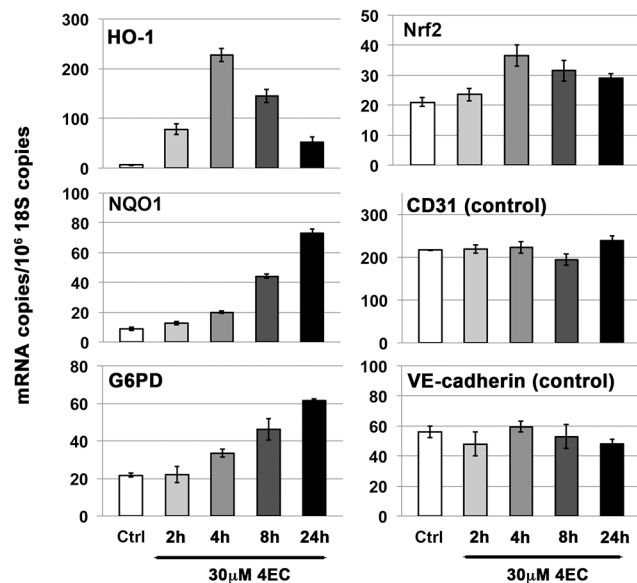 mRNA copies/10⁶ 18S copies
HO-1
300
200
100
0
Nrf2
50
40
30
20
10
0
NQO1
100
80
60
40
20
0
CD31 (control)
300
200
100
0
G6PD
80
60
40
20
0
VE-cadherin (control)
100
80
60
40
20
0
Ctrl 2h 4h 8h 24h
30µM 4EC
Ctrl 2h 4h 8h 24h
30µM 4EC